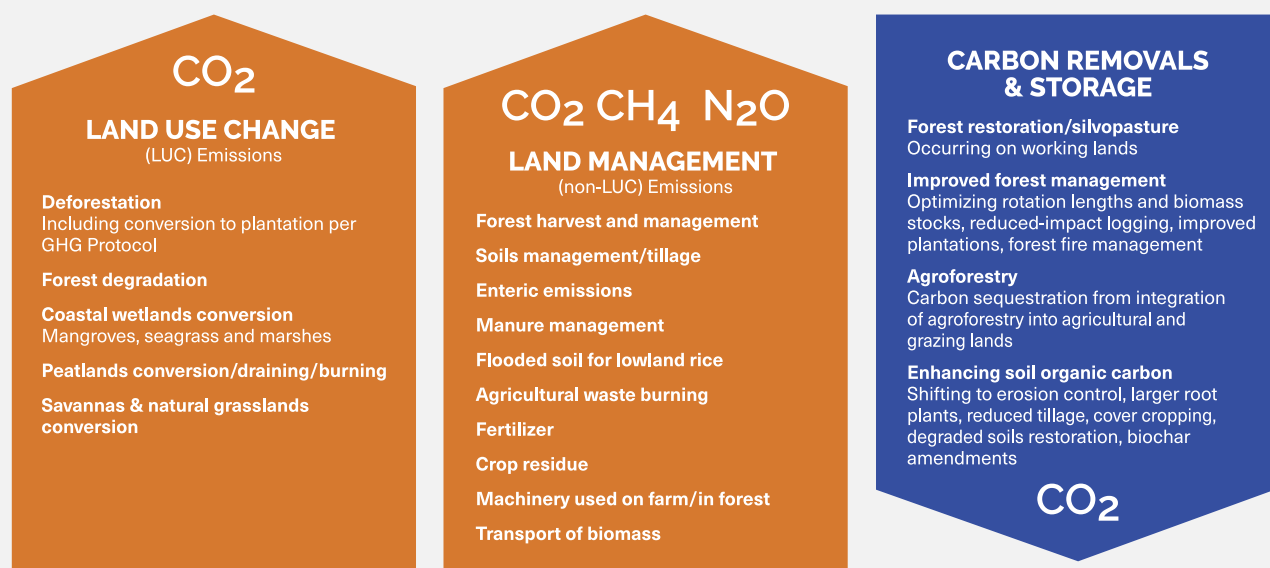 CO2
LAND USE CHANGE
(LUC) Emissions
Deforestation
Including conversion to plantation per
GHG Protocol
Forest degradation
Coastal wetlands conversion
Mangroves, seagrass and marshes
Peatlands conversion/draining/burning
Savannas & natural grasslands
conversion
CO2 CH4 N2O
LAND MANAGEMENT
(non-LUC) Emissions
Forest harvest and management
Soils management/tillage
Enteric emissions
Manure management
Flooded soil for lowland rice
Agricultural waste burning
Fertilizer
Crop residue
Machinery used on farm/in forest
Transport of biomass
CARBON REMOVALS
& STORAGE
Forest restoration/silvopasture
Occurring on working lands
Improved forest management
Optimizing rotation lengths and biomass
stocks, reduced-impact logging, improved
plantations, forest fire management
Agroforestry
Carbon sequestration from integration
of agroforestry into agricultural and
grazing lands
Enhancing soil organic carbon
Shifting to erosion control, larger root
plants, reduced tillage, cover cropping,
degraded soils restoration, biochar
amendments
CO2